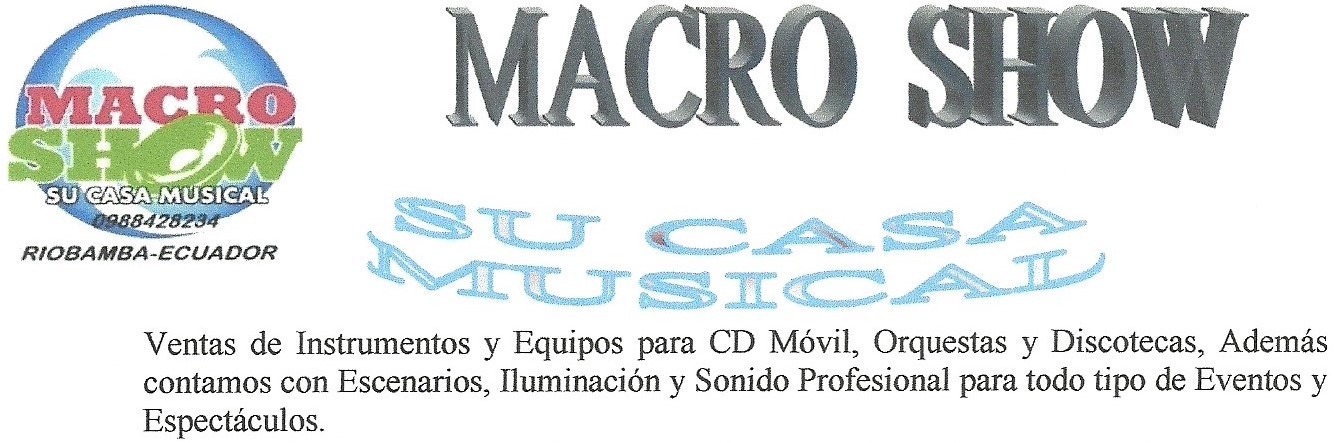 MACRO
SHOW
SU CASA MUSICAL
0988428234
RIOBAMBA-ECUADOR
MACRO SHOW
SU CASA
MUSICAL
Ventas de Instrumentos y Equipos para CD Móvil, Orquestas y Discotecas, Además
contamos con Escenarios, Iluminación y Sonido Profesional para todo tipo de Eventos y
Espectáculos.